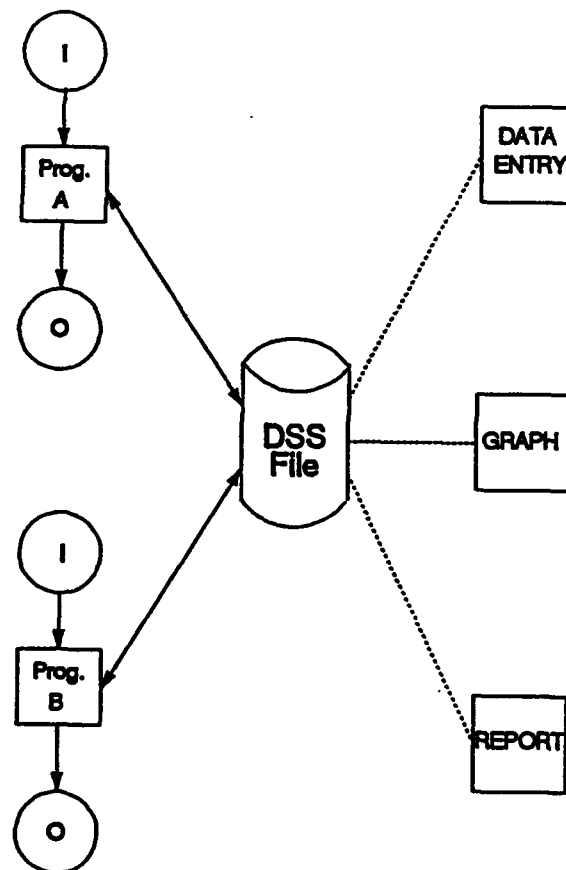 I
Prog.
A
O
DSS
File
I
Prog.
B
O
DATA
ENTRY
GRAPH
REPORT